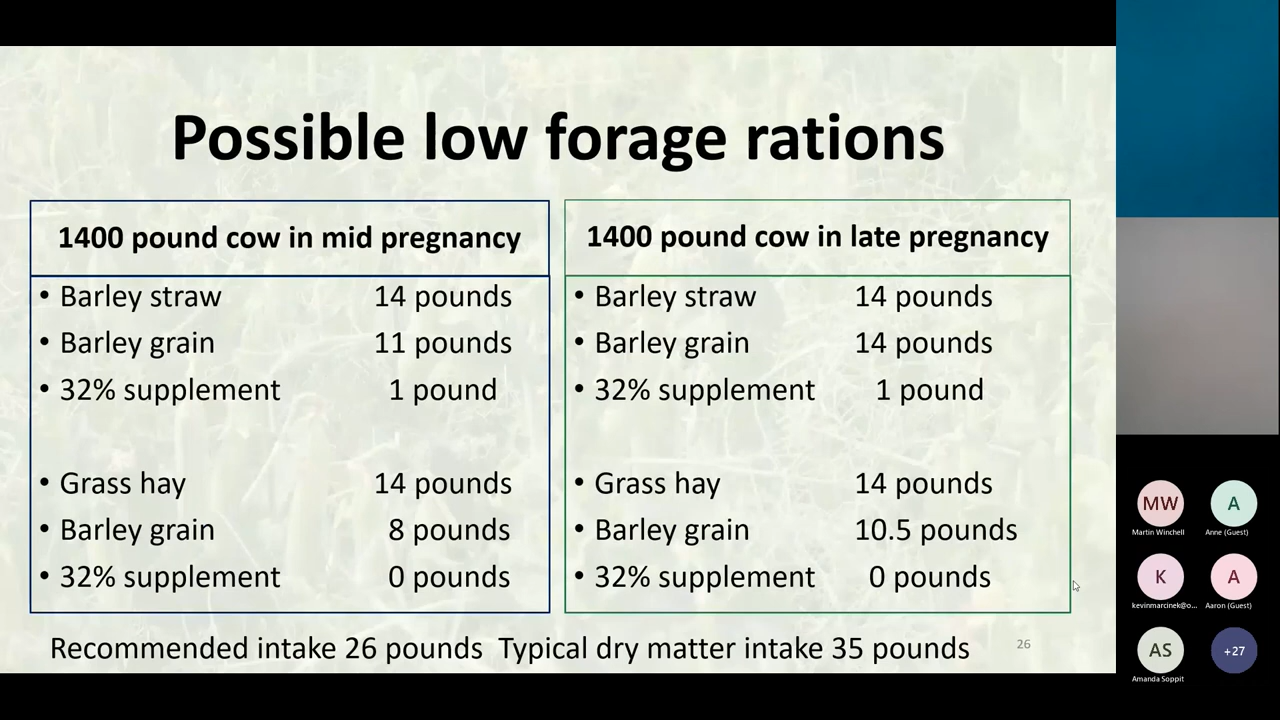 Possible low forage rations
1400 pound cow in mid pregnancy
• Barley straw 14 pounds
• Barley grain 11 pounds
• 32% supplement 1 pound
• Grass hay 14 pounds
• Barley grain 8 pounds
• 32% supplement 0 pounds
1400 pound cow in late pregnancy
• Barley straw 14 pounds
• Barley grain 14 pounds
• 32% supplement 1 pound
• Grass hay 14 pounds
• Barley grain 10.5 pounds
• 32% supplement 0 pounds
Recommended intake 26 pounds Typical dry matter intake 35 pounds
26
MW
Martin Winchell
A
Anne (Guest)
K
kevinmarcinek@o...
A
Aaron (Guest)
AS
Amanda Soppit
+27